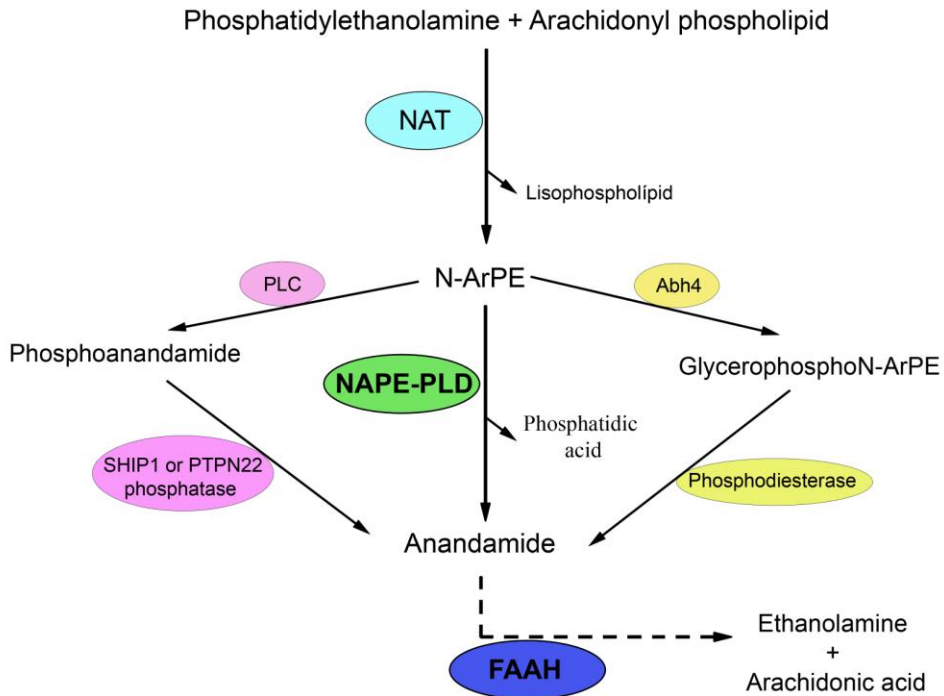 Phosphatidylethanolamine + Arachidonyl phospholipid
NAT
Lisophospholípid
N-ArPE
PLC
Abh4
Phosphoanandamide
GlycerophosphoN-ArPE
NAPE-PLD
Phosphatidic
acid
SHIP1 or PTPN22
phosphatase
Phosphodiesterase
Anandamide
FAAH
Ethanolamine
+
Arachidonic acid